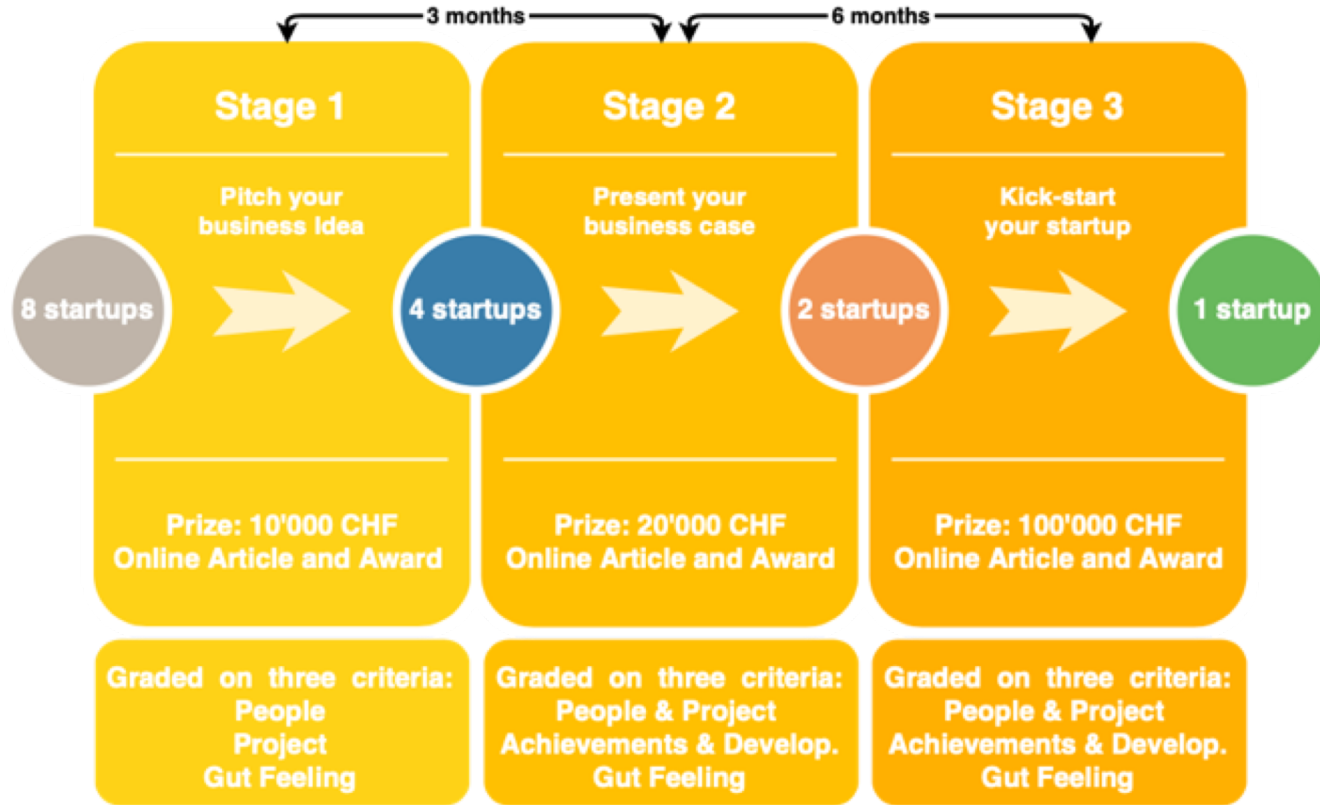 3 months
6 months
Stage 1
Pitch your
business Idea
8 startups
4 startups
Prize: 10'000 CHF
Online Article and Award
Graded on three criteria:
People
Project
Gut Feeling
Stage 2
Present your
business case
2 startups
Prize: 20'000 CHF
Online Article and Award
Graded on three criteria:
People & Project
Achievements & Develop.
Gut Feeling
Stage 3
Kick-start
your startup
1 startup
Prize: 100'000 CHF
Online Article and Award
Graded on three criteria:
People & Project
Achievements & Develop.
Gut Feeling